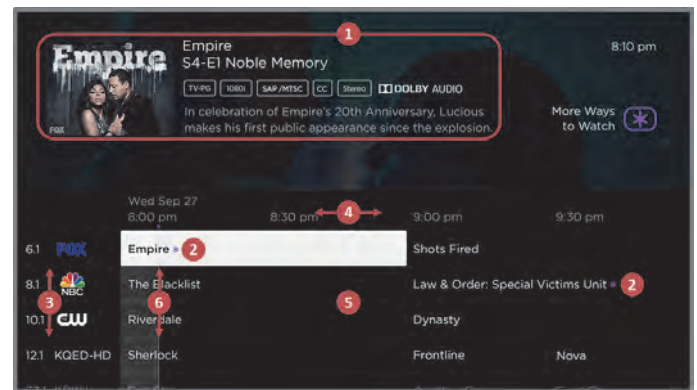 1
Empire
Empire
8:10 pm
S4-E1 Noble Memory
TV-PG 1080i SAP/MTSC CC Stereo DOLBY AUDIO
In celebration of Empire's 20th Anniversary, Lucious
makes his first public appearance since the explosion.
FOX
More Ways
to Watch
Wed Sep 27
8:00 pm 8:30 pm 4 9:00 pm 9:30 pm
6.1 FOX Empire 2 Shots Fired
8.1 NBC The Blacklist Law & Order: Special Victims Unit 2
3 6 5
10.1 CW Riverdale Dynasty
12.1 KQED-HD Sherlock Frontline Nova